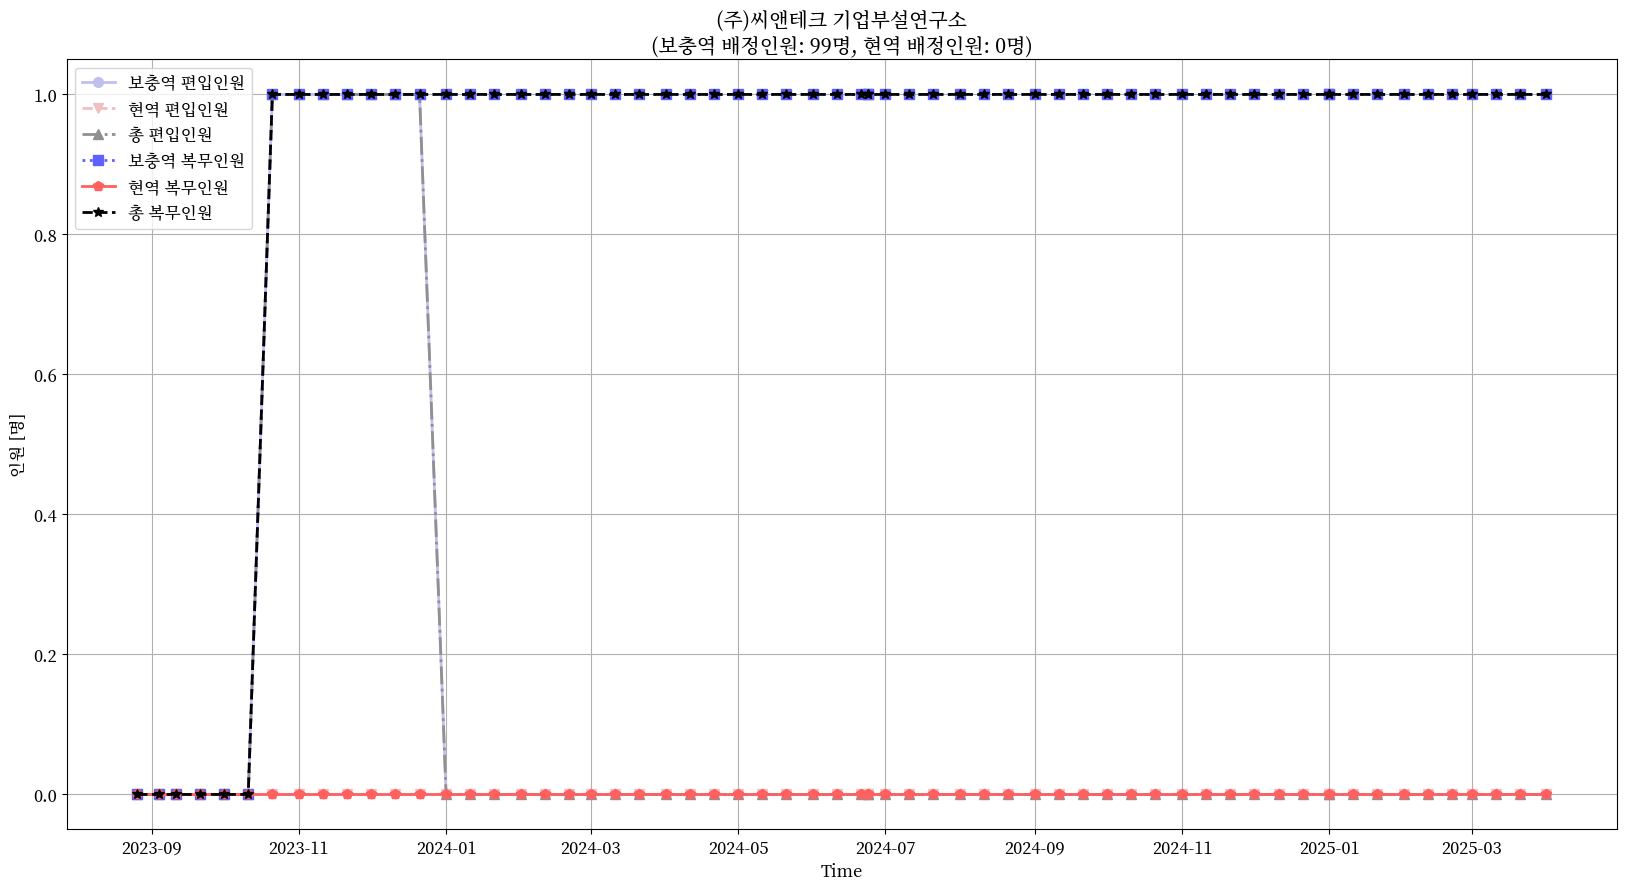 (주)씨앤테크 기업부설연구소
(보충역 배정인원: 99명, 현역 배정인원: 0명)
보충역 편입인원
현역 편입인원
총 편입인원
보충역 복무인원
현역 복무인원
총 복무인원
1.0
0.8
0.6
0.4
0.2
0.0
인원 [명]
2023-09 2023-11 2024-01 2024-03 2024-05 2024-07 2024-09 2024-11 2025-01 2025-03
Time